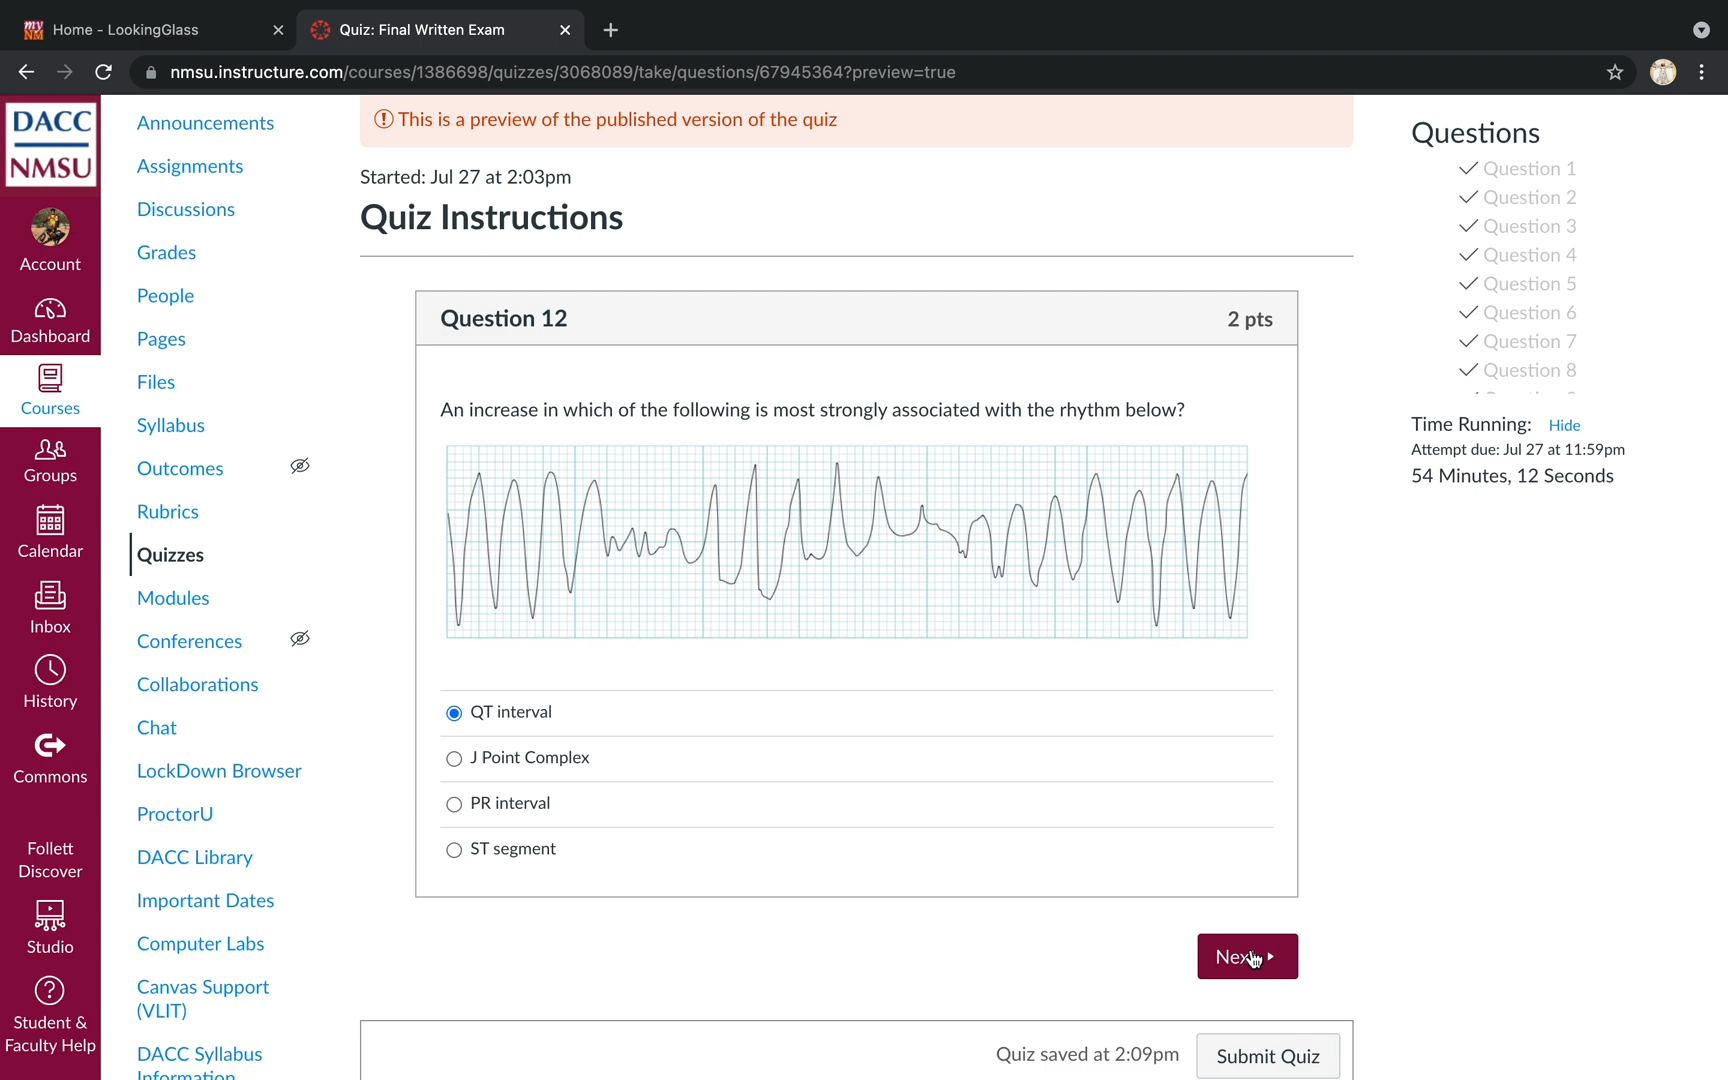 Home - LookingGlass
Quiz: Final Written Exam
nmsu.instructure.com/courses/1386698/quizzes/3068089/take/questions/67945364?preview=true
DACC
NMSU
Account
Dashboard
Courses
Groups
Calendar
Inbox
History
Commons
Follett
Discover
Studio
Student &
Faculty Help
Announcements
Assignments
Discussions
Grades
People
Pages
Files
Syllabus
Outcomes
Rubrics
Quizzes
Modules
Conferences
Collaborations
Chat
LockDown Browser
ProctorU
DACC Library
Important Dates
Computer Labs
Canvas Support
(VLIT)
DACC Syllabus
Information
This is a preview of the published version of the quiz
Started: Jul 27 at 2:03pm
Quiz Instructions
Question 12
2 pts
An increase in which of the following is most strongly associated with the rhythm below?
QT interval
J Point Complex
PR interval
ST segment
Next
Quiz saved at 2:09pm
Submit Quiz
Questions
Question 1
Question 2
Question 3
Question 4
Question 5
Question 6
Question 7
Question 8
Time Running: Hide
Attempt due: Jul 27 at 11:59pm
54 Minutes, 12 Seconds